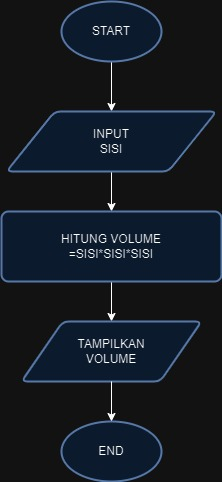 START
INPUT
SISI
HITUNG VOLUME
=SISI*SISI*SISI
TAMPILKAN
VOLUME
END